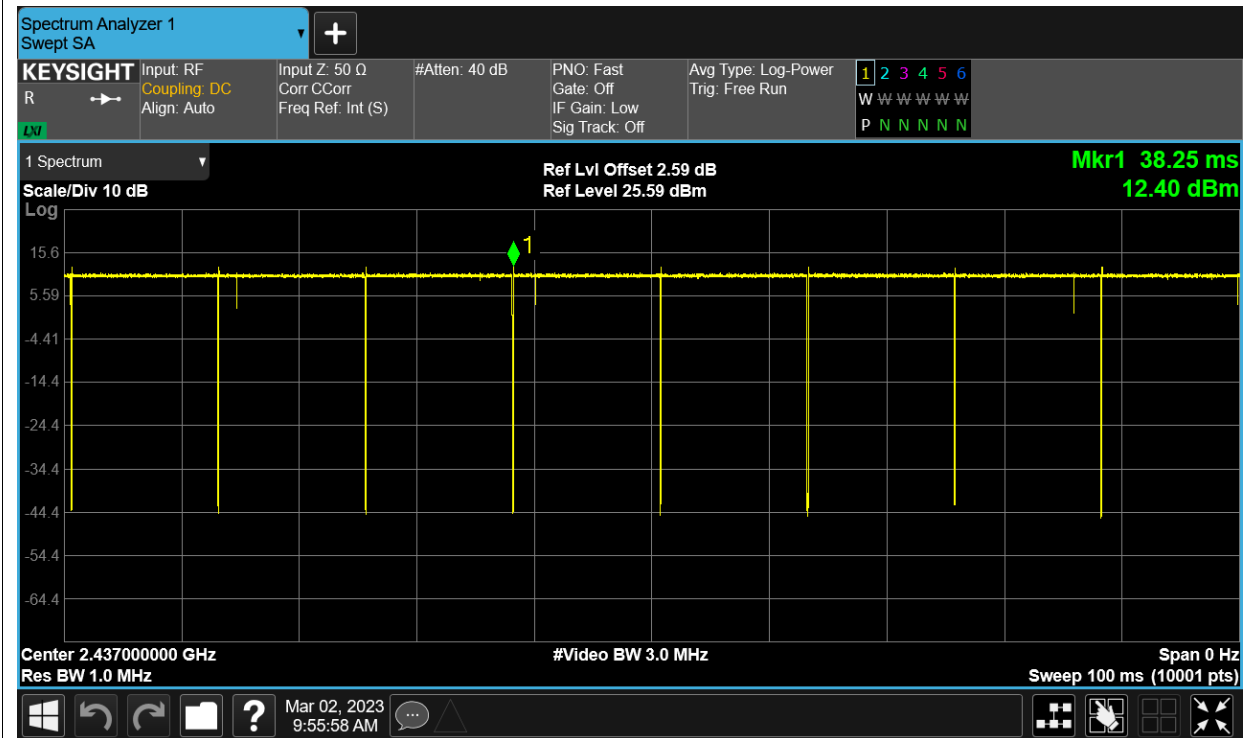 Spectrum Analyzer 1
Swept SA
KEYSIGHT
R
LXI
Input: RF
Coupling: DC
Align: Auto
Input Z: 50 Ω
Corr CCorr
Freq Ref: Int (S)
#Atten: 40 dB
PNO: Fast
Gate: Off
IF Gain: Low
Sig Track: Off
Avg Type: Log-Power
Trig: Free Run
1 2 3 4 5 6
W W W W W W
P N N N N N
1 Spectrum
Scale/Div 10 dB
Log
Ref Lvl Offset 2.59 dB
Ref Level 25.59 dBm
Mkr1 38.25 ms
12.40 dBm
1
15.6
5.59
-4.41
-14.4
-24.4
-34.4
-44.4
-54.4
-64.4
Center 2.437000000 GHz
Res BW 1.0 MHz
#Video BW 3.0 MHz
Span 0 Hz
Sweep 100 ms (10001 pts)
?
Mar 02, 2023
9:55:58 AM